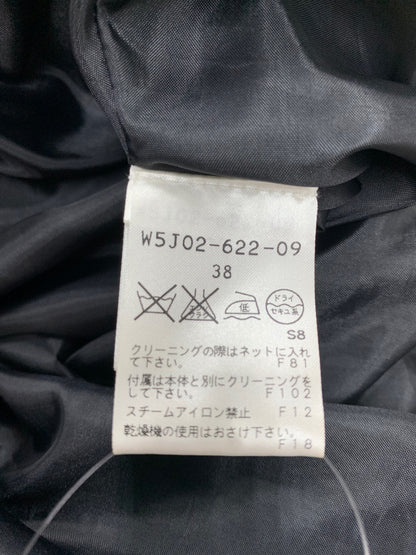 W5J02-622-09
38
低
ドライ
セキユ系
S8
クリーニングの際はネットに入れ
て下さい。 F81
付属は本体と別にクリーニングを
して下さい。 F102
スチームアイロン禁止 F12
乾燥機の使用はおさけ下さい。
F18